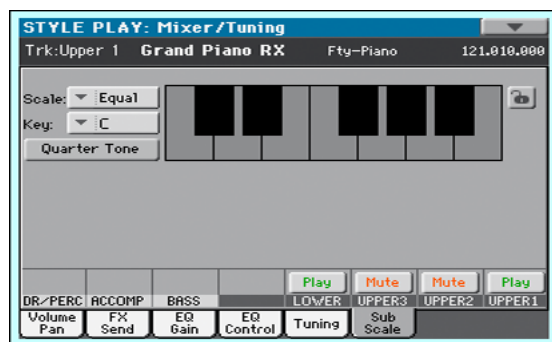 STYLE PLAY: Mixer/Tuning
Trk:Upper 1 Grand Piano RX Fty-Piano 121.010.000
Scale: Equal
Key: C
Quarter Tone
Play Mute Mute Play
DR/PERC ACCOMP BASS LOWER UPPER3 UPPER2 UPPER1
Volume Pan FX Send EQ Gain EQ Control Tuning Sub Scale